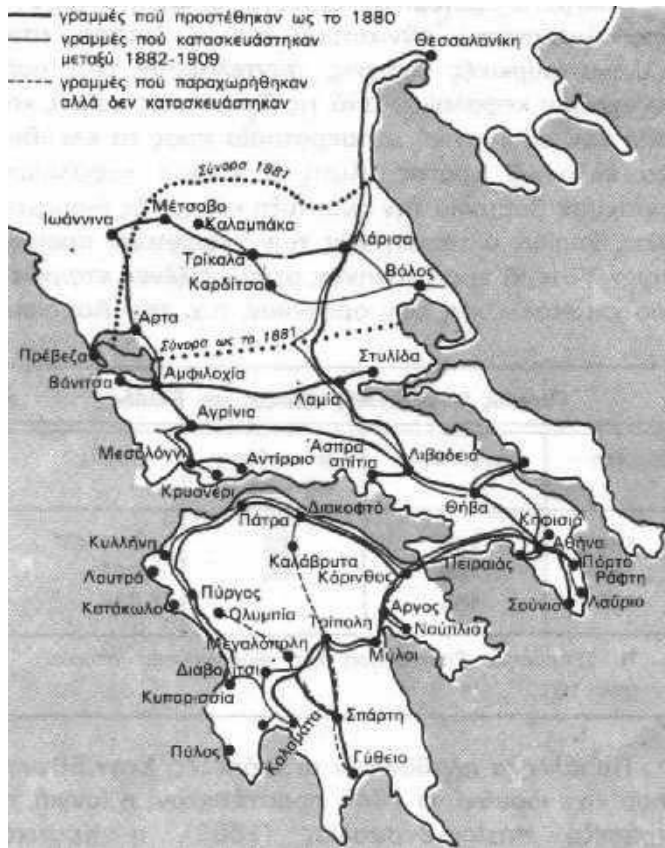 γραμμές πού προστέθηκαν ως το 1880
γραμμές πού κατασκευάστηκαν
μεταξύ 1882-1909
γραμμές πού παραχωρήθηκαν
αλλά δεν κατασκευάστηκαν
Θεσσαλονίκη
Σύνορα 1881
Μέτσοβο
Ιωάννινα
Καλαμπάκα
Λάρισα
Τρίκαλα
Βόλος
Καρδίτσα
Αρτα
Σύνορα ως το 1881
Πρέβεζα
Στυλίδα
Βόνιτσα
Αμφιλοχία
Λαμία
Αγρίνιο
Άσπρα
σπίτια
Λιβαδειά
Μεσολόγγι
Αντίρριο
Κρυονέρι
Θήβα
Πάτρα
Διακοφτό
Κηφισιά
Αθήνα
Κυλλήνη
Καλάβρυτα
Πειραιάς
Πόρτο
Ράφτη
Λουτρά
Κόρινθος
Πύργος
Άργος
Σούνιο
Λαύριο
Κατάκωλο
Ολυμπία
Τρίπολη
Ναύπλιο
Μεγαλόπολη
Μύλοι
Διαβολίτσι
Κυπαρισσία
Σπάρτη
Καλαμάτα
Πύλος
Γύθειο